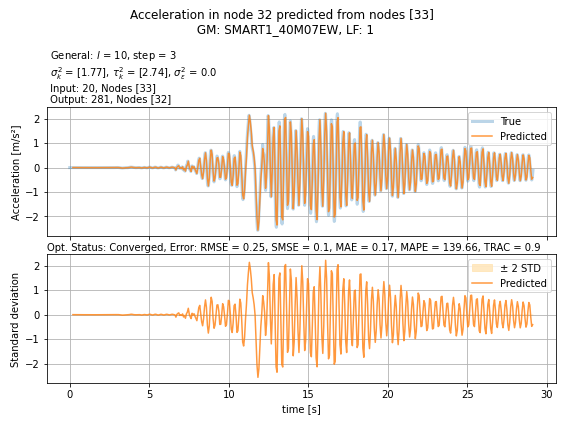 Acceleration in node 32 predicted from nodes [33]
GM: SMART1_40M07EW, LF: 1
General: l = 10, step = 3
σ²ₖ = [1.77], τ²ₖ = [2.74], σ²ε = 0.0
Input: 20, Nodes [33]
Output: 281, Nodes [32]
Acceleration [m/s²]
2
1
0
−1
−2
True
Predicted
Opt. Status: Converged, Error: RMSE = 0.25, SMSE = 0.1, MAE = 0.17, MAPE = 139.66, TRAC = 0.9
Standard deviation
2
1
0
−1
−2
± 2 STD
Predicted
0 5 10 15 20 25 30
time [s]